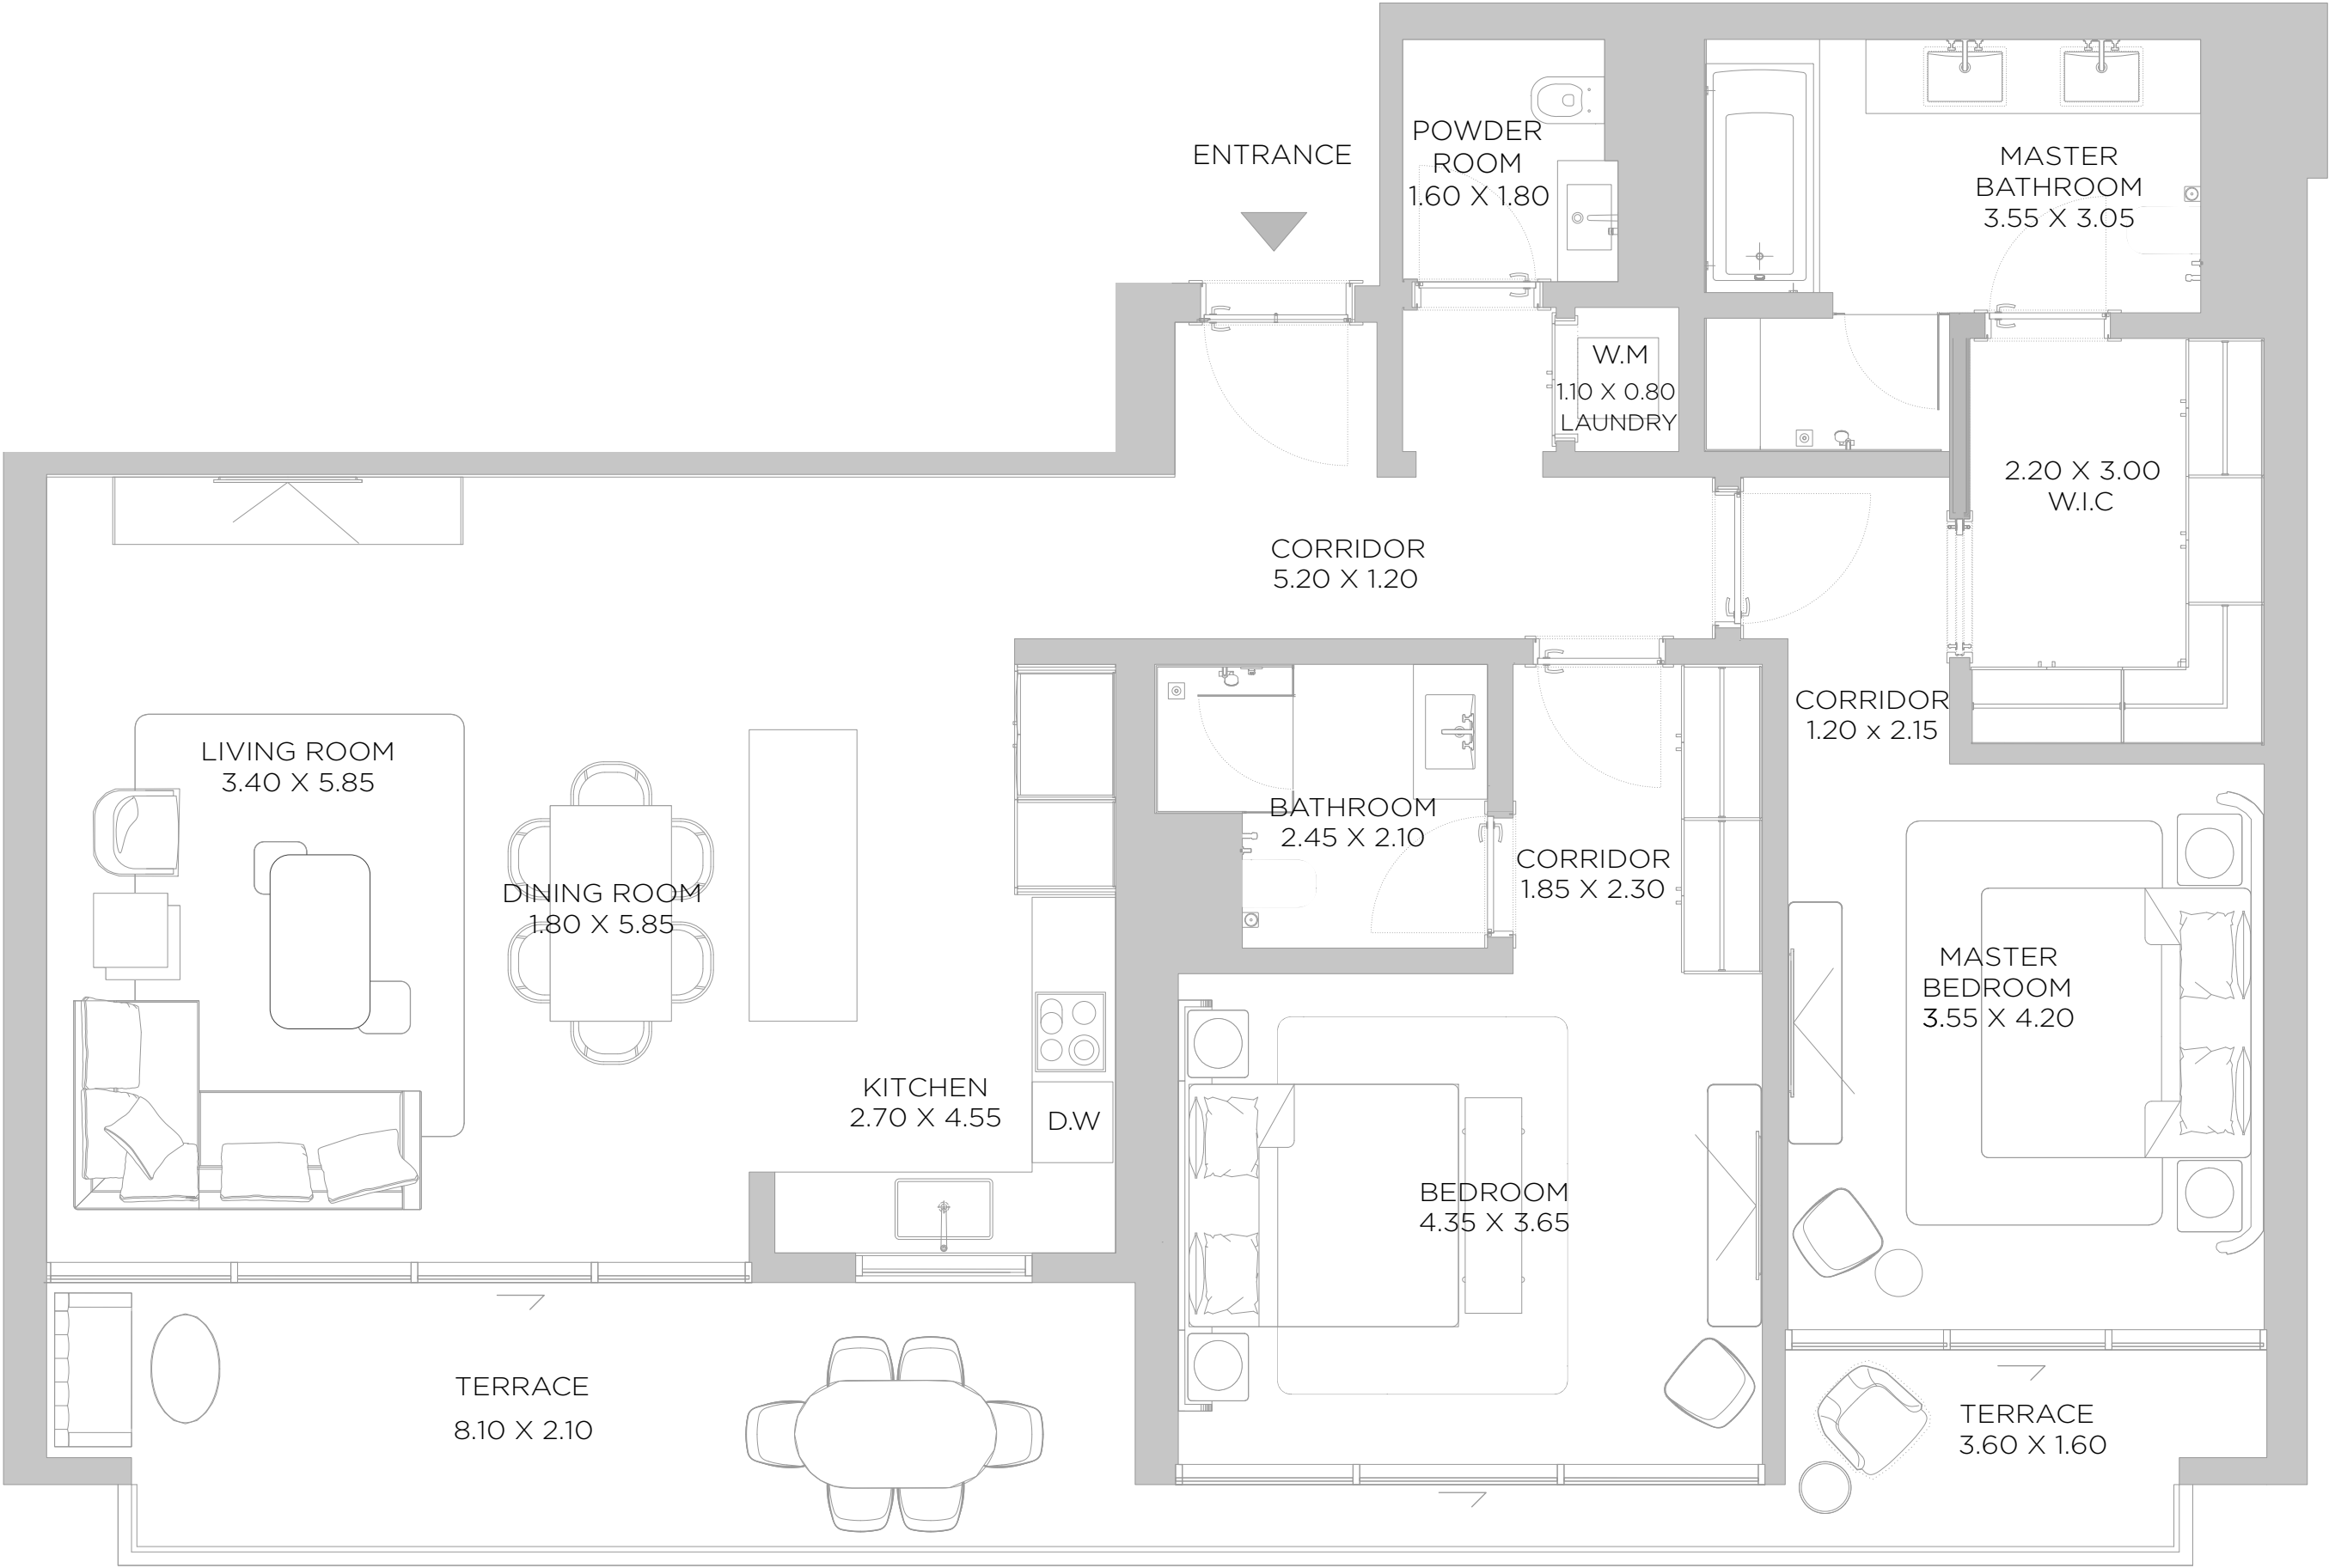 ENTRANCE
POWDER
ROOM
1.60 X 1.80
MASTER
BATHROOM
3.55 X 3.05
W.M
1.10 X 0.80
LAUNDRY
2.20 X 3.00
W.I.C
CORRIDOR
5.20 X 1.20
CORRIDOR
1.20 x 2.15
LIVING ROOM
3.40 X 5.85
DINING ROOM
1.80 X 5.85
BATHROOM
2.45 X 2.10
CORRIDOR
1.85 X 2.30
MASTER
BEDROOM
3.55 X 4.20
KITCHEN
2.70 X 4.55
D.W
BEDROOM
4.35 X 3.65
TERRACE
8.10 X 2.10
TERRACE
3.60 X 1.60